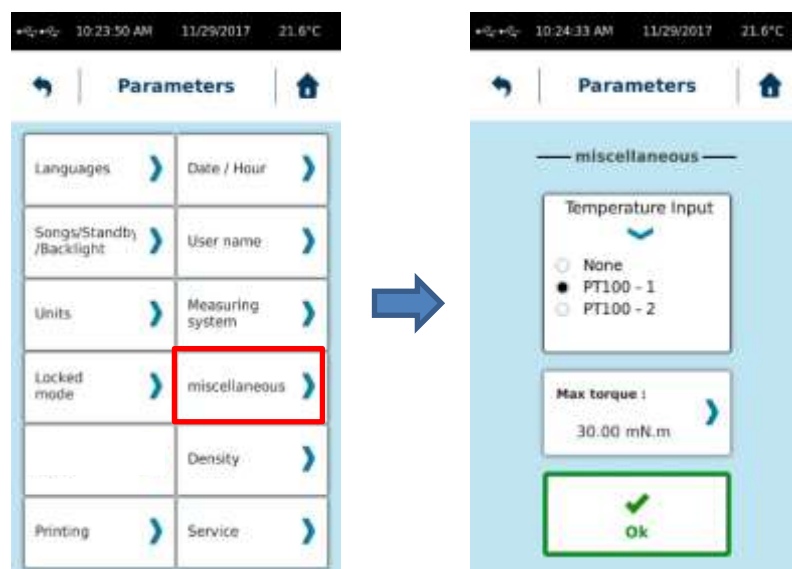 10:23:50 AM 11/29/2017 21.6°C
Parameters
Languages
Date / Hour
Songs/Standby
/Backlight
User name
Units
Measuring
system
Locked
mode
miscellaneous
Density
Printing
Service
10:24:33 AM 11/29/2017 21.6°C
Parameters
miscellaneous
Temperature Input
None
PT100 - 1
PT100 - 2
Max torque :
30.00 mN.m
Ok